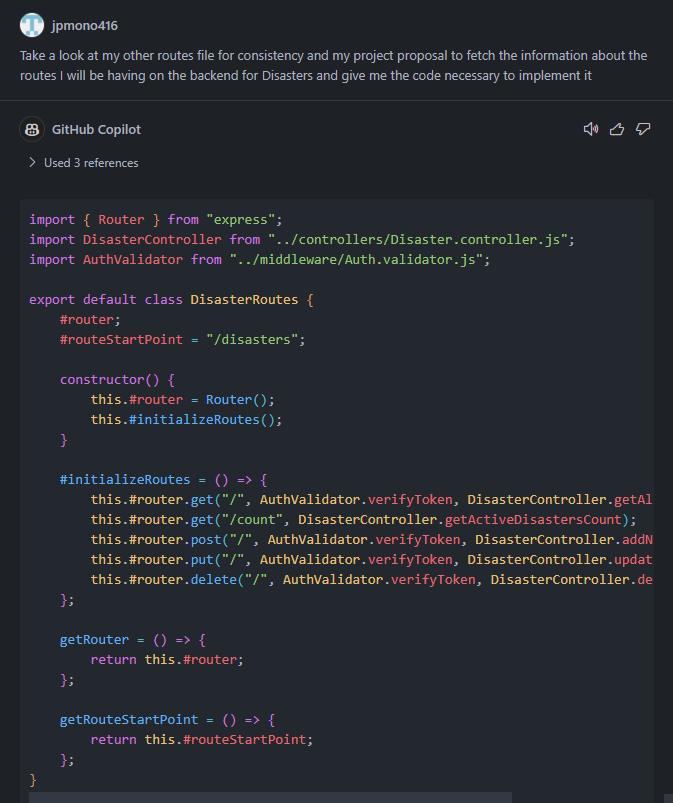 jpmono416
Take a look at my other routes file for consistency and my project proposal to fetch the information about the
routes I will be having on the backend for Disasters and give me the code necessary to implement it
GitHub Copilot
Used 3 references
import { Router } from "express";
import DisasterController from "../controllers/Disaster.controller.js";
import AuthValidator from "../middleware/Auth.validator.js";
export default class DisasterRoutes {
    #router;
    #routeStartPoint = "/disasters";
    constructor() {
        this.#router = Router();
        this.#initializeRoutes();
    }
    #initializeRoutes = () => {
        this.#router.get("/", AuthValidator.verifyToken, DisasterController.getAl
        this.#router.get("/count", DisasterController.getActiveDisastersCount);
        this.#router.post("/", AuthValidator.verifyToken, DisasterController.addN
        this.#router.put("/", AuthValidator.verifyToken, DisasterController.updat
        this.#router.delete("/", AuthValidator.verifyToken, DisasterController.de
    };
    getRouter = () => {
        return this.#router;
    };
    getRouteStartPoint = () => {
        return this.#routeStartPoint;
    };
}